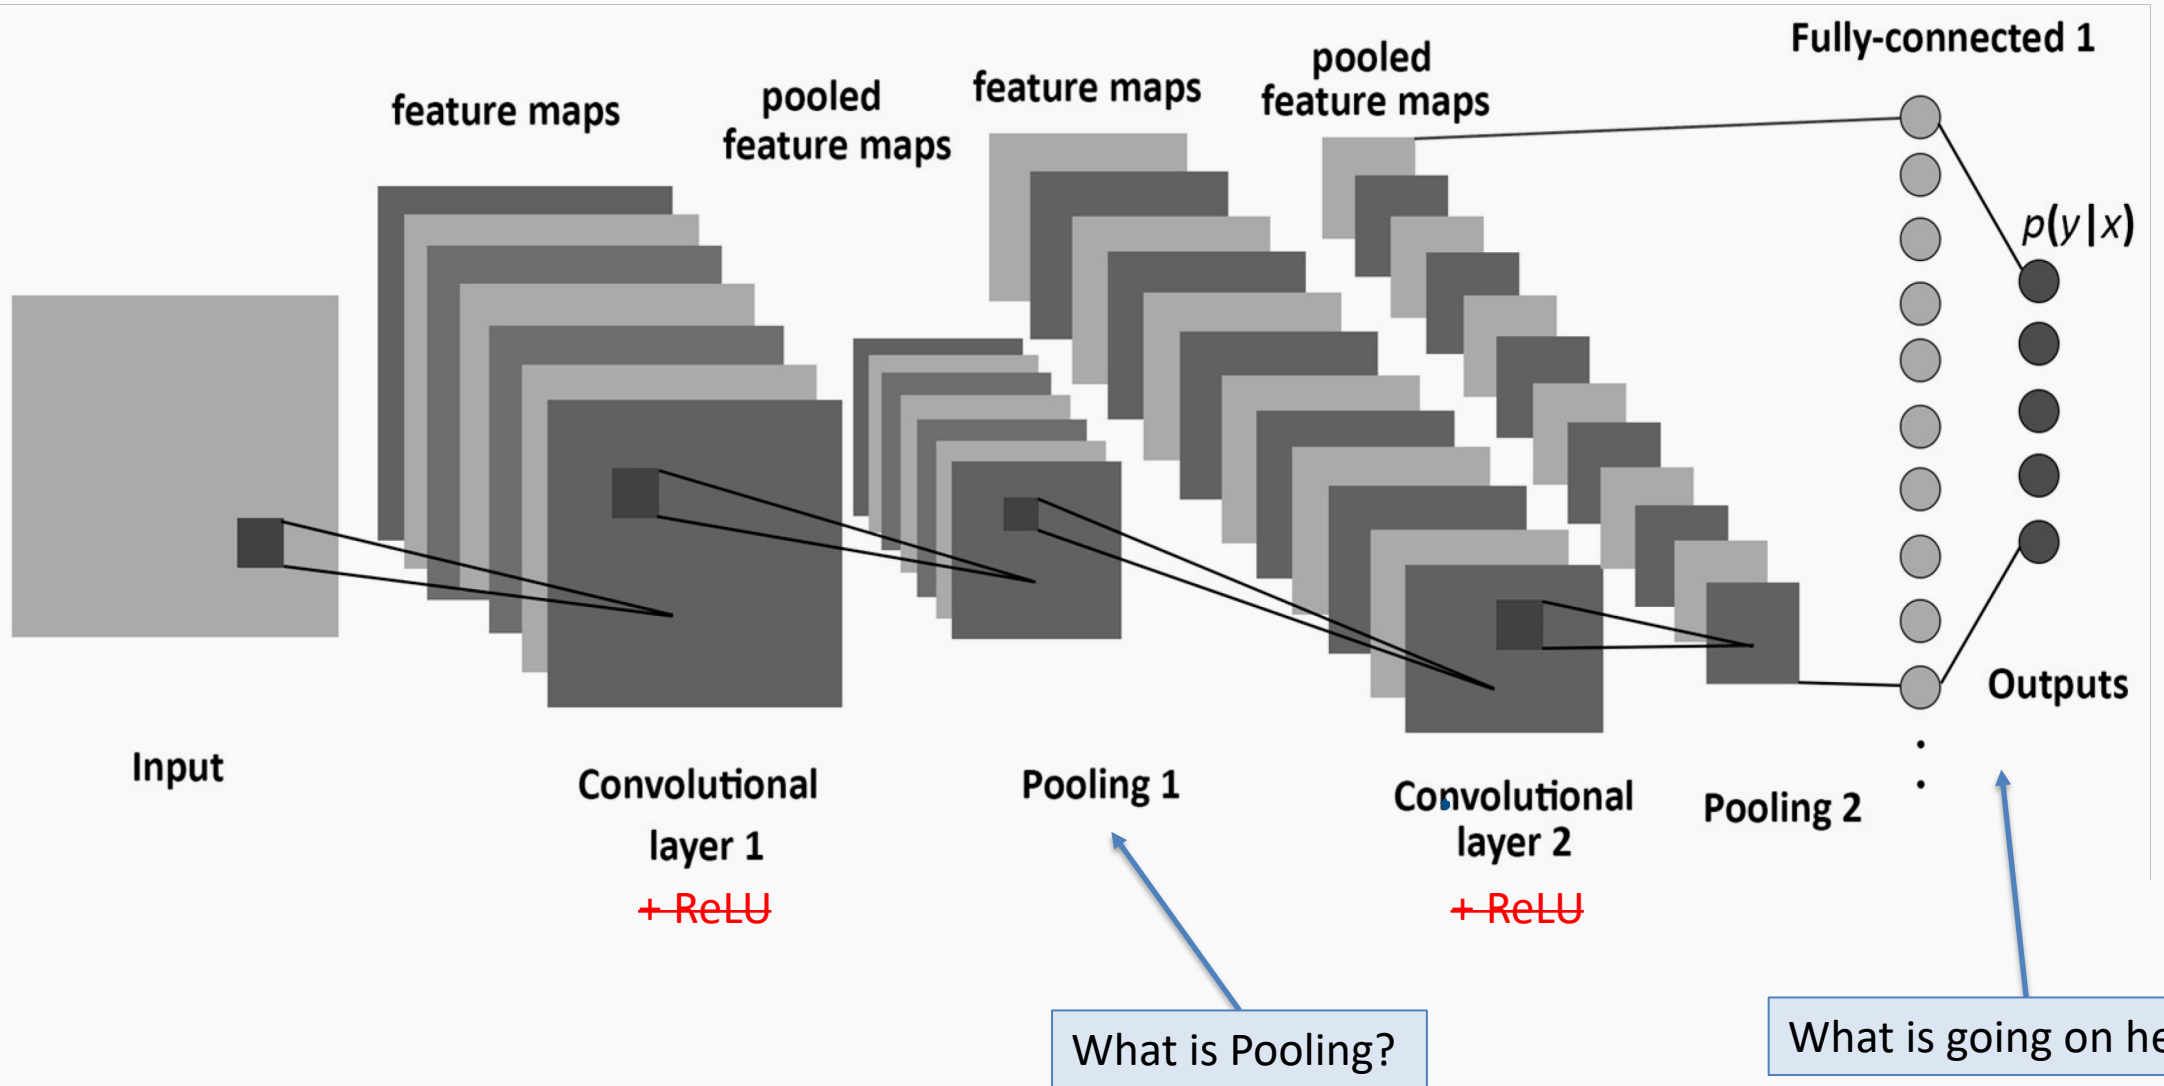 Fully-connected 1
feature maps
pooled
feature maps
feature maps
pooled
feature maps
p(y|x)
Input
Convolutional
layer 1
+ ReLU
Pooling 1
Convolutional
layer 2
+ ReLU
Pooling 2
Outputs
What is Pooling?
What is going on he